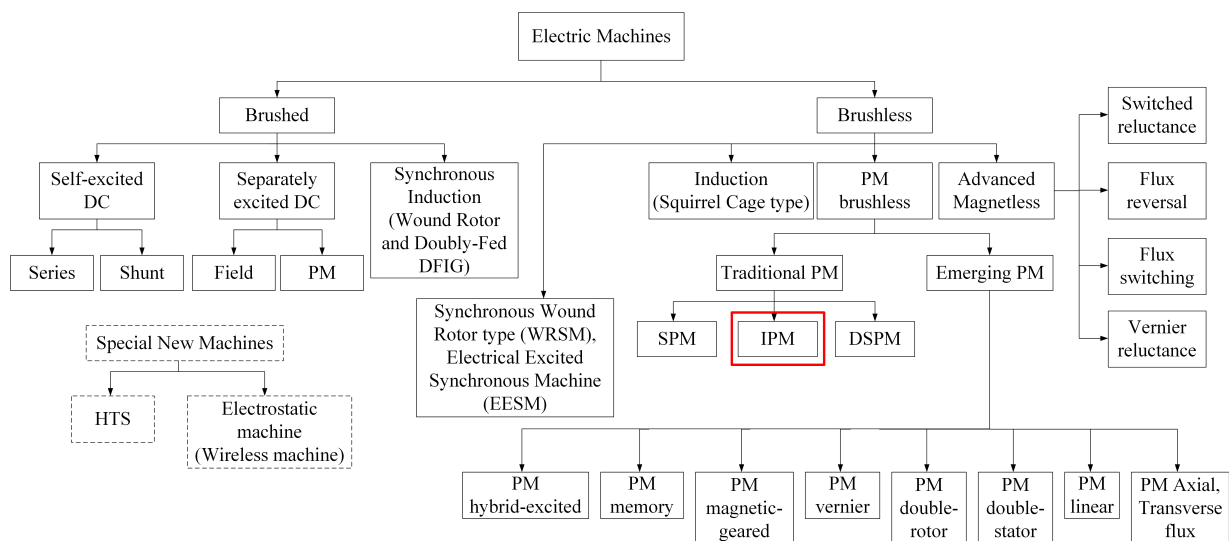 Electric Machines
Brushed
Brushless
Switched
reluctance
Self-excited
DC
Separately
excited DC
Synchronous
Induction
(Wound Rotor
and Doubly-Fed
DFIG)
Induction
(Squirrel Cage type)
PM
brushless
Advanced
Magnetless
Flux
reversal
Series
Shunt
Field
PM
Traditional PM
Emerging PM
Flux
switching
Synchronous Wound
Rotor type (WRSM),
Electrical Excited
Synchronous Machine
(EESM)
SPM
IPM
DSPM
Vernier
reluctance
Special New Machines
HTS
Electrostatic
machine
(Wireless machine)
PM
hybrid-excited
PM
memory
PM
magnetic-
geared
PM
vernier
PM
double-
rotor
PM
double-
stator
PM
linear
PM Axial,
Transverse
flux